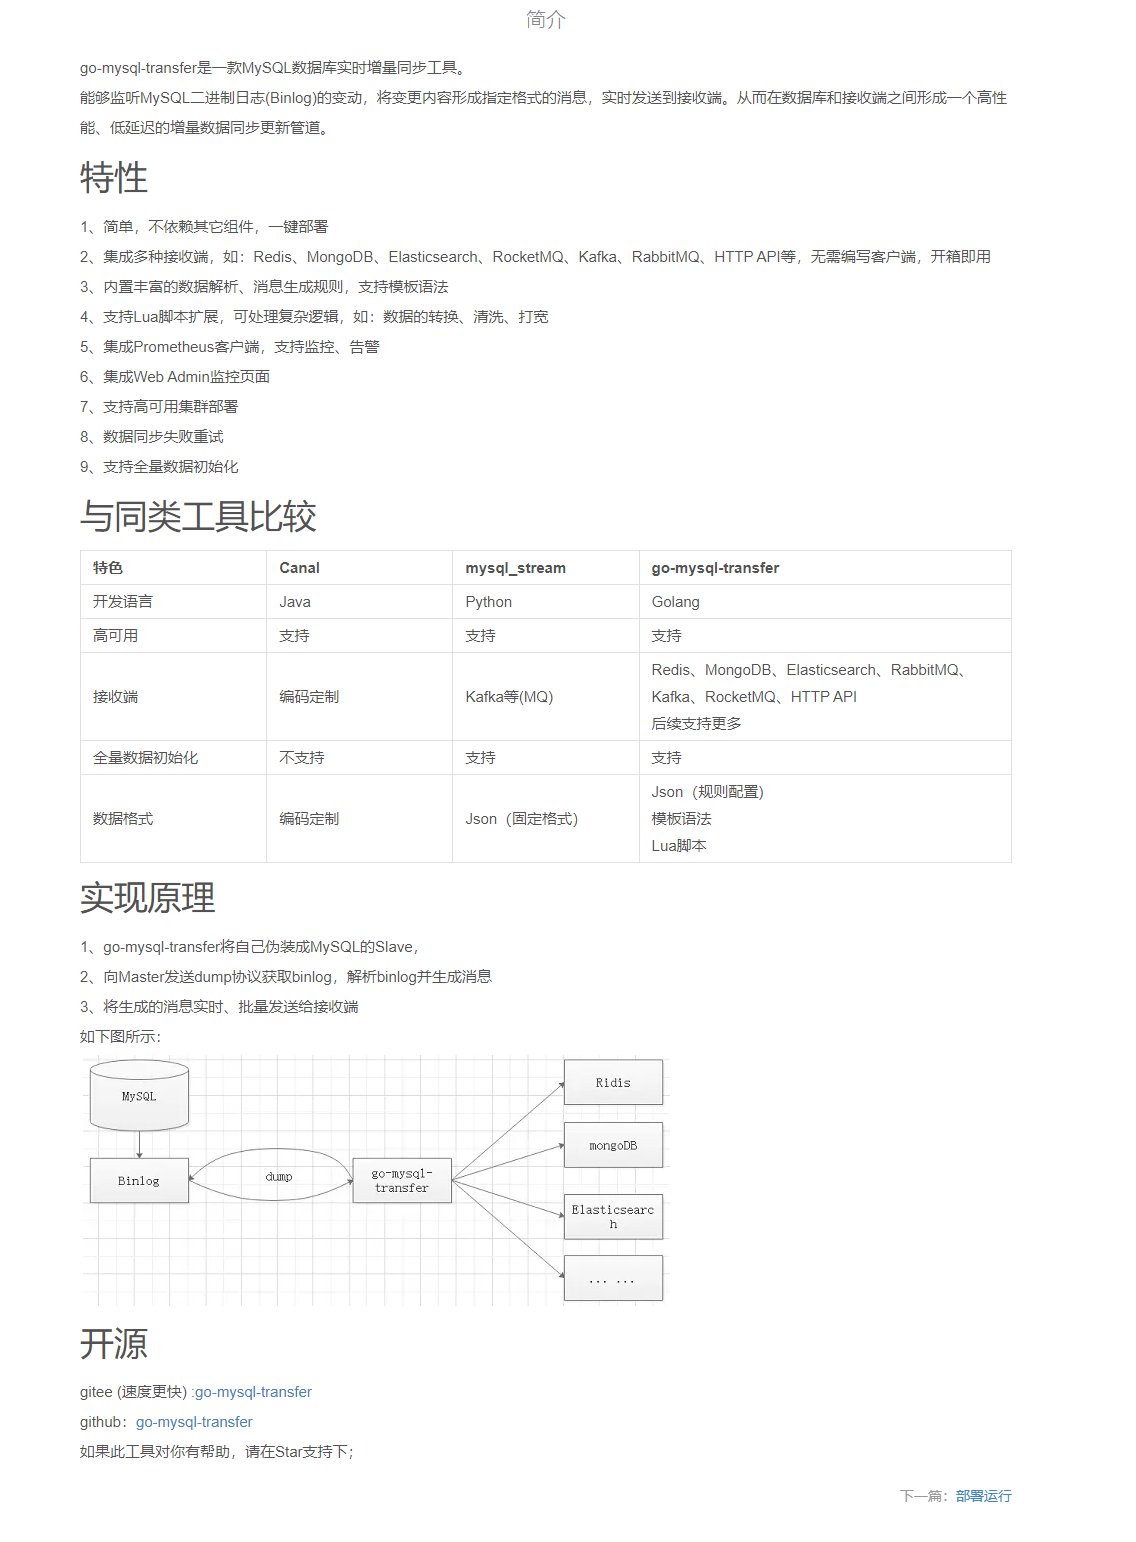 简介
go-mysql-transfer是一款MySQL数据库实时增量同步工具。
能够监听MySQL二进制日志(Binlog)的变动，将变更内容形成指定格式的消息，实时发送到接收端。从而在数据库和接收端之间形成一个高性
能、低延迟的增量数据同步更新管道。
特性
1、简单，不依赖其它组件，一键部署
2、集成多种接收端，如：Redis、MongoDB、Elasticsearch、RocketMQ、Kafka、RabbitMQ、HTTP API等，无需编写客户端，开箱即用
3、内置丰富的数据解析、消息生成规则，支持模板语法
4、支持Lua脚本扩展，可处理复杂逻辑，如：数据的转换、清洗、打宽
5、集成Prometheus客户端，支持监控、告警
6、集成Web Admin监控页面
7、支持高可用集群部署
8、数据同步失败重试
9、支持全量数据初始化
与同类工具比较
特色 Canal mysql_stream go-mysql-transfer
开发语言 Java Python Golang
高可用 支持 支持 支持
接收端 编码定制 Kafka等(MQ) Redis、MongoDB、Elasticsearch、RabbitMQ、
Kafka、RocketMQ、HTTP API
后续支持更多
全量数据初始化 不支持 支持 支持
数据格式 编码定制 Json（固定格式） Json（规则配置）
模板语法
Lua脚本
实现原理
1、go-mysql-transfer将自己伪装成MySQL的Slave，
2、向Master发送dump协议获取binlog，解析binlog并生成消息
3、将生成的消息实时、批量发送给接收端
如下图所示：
MySQL
Binlog
dump
go-mysql-
transfer
Ridis
mongoDB
Elasticsearc
h
... ...
开源
gitee (速度更快) :go-mysql-transfer
github：go-mysql-transfer
如果此工具对你有帮助，请在Star支持下；
下一篇：部署运行